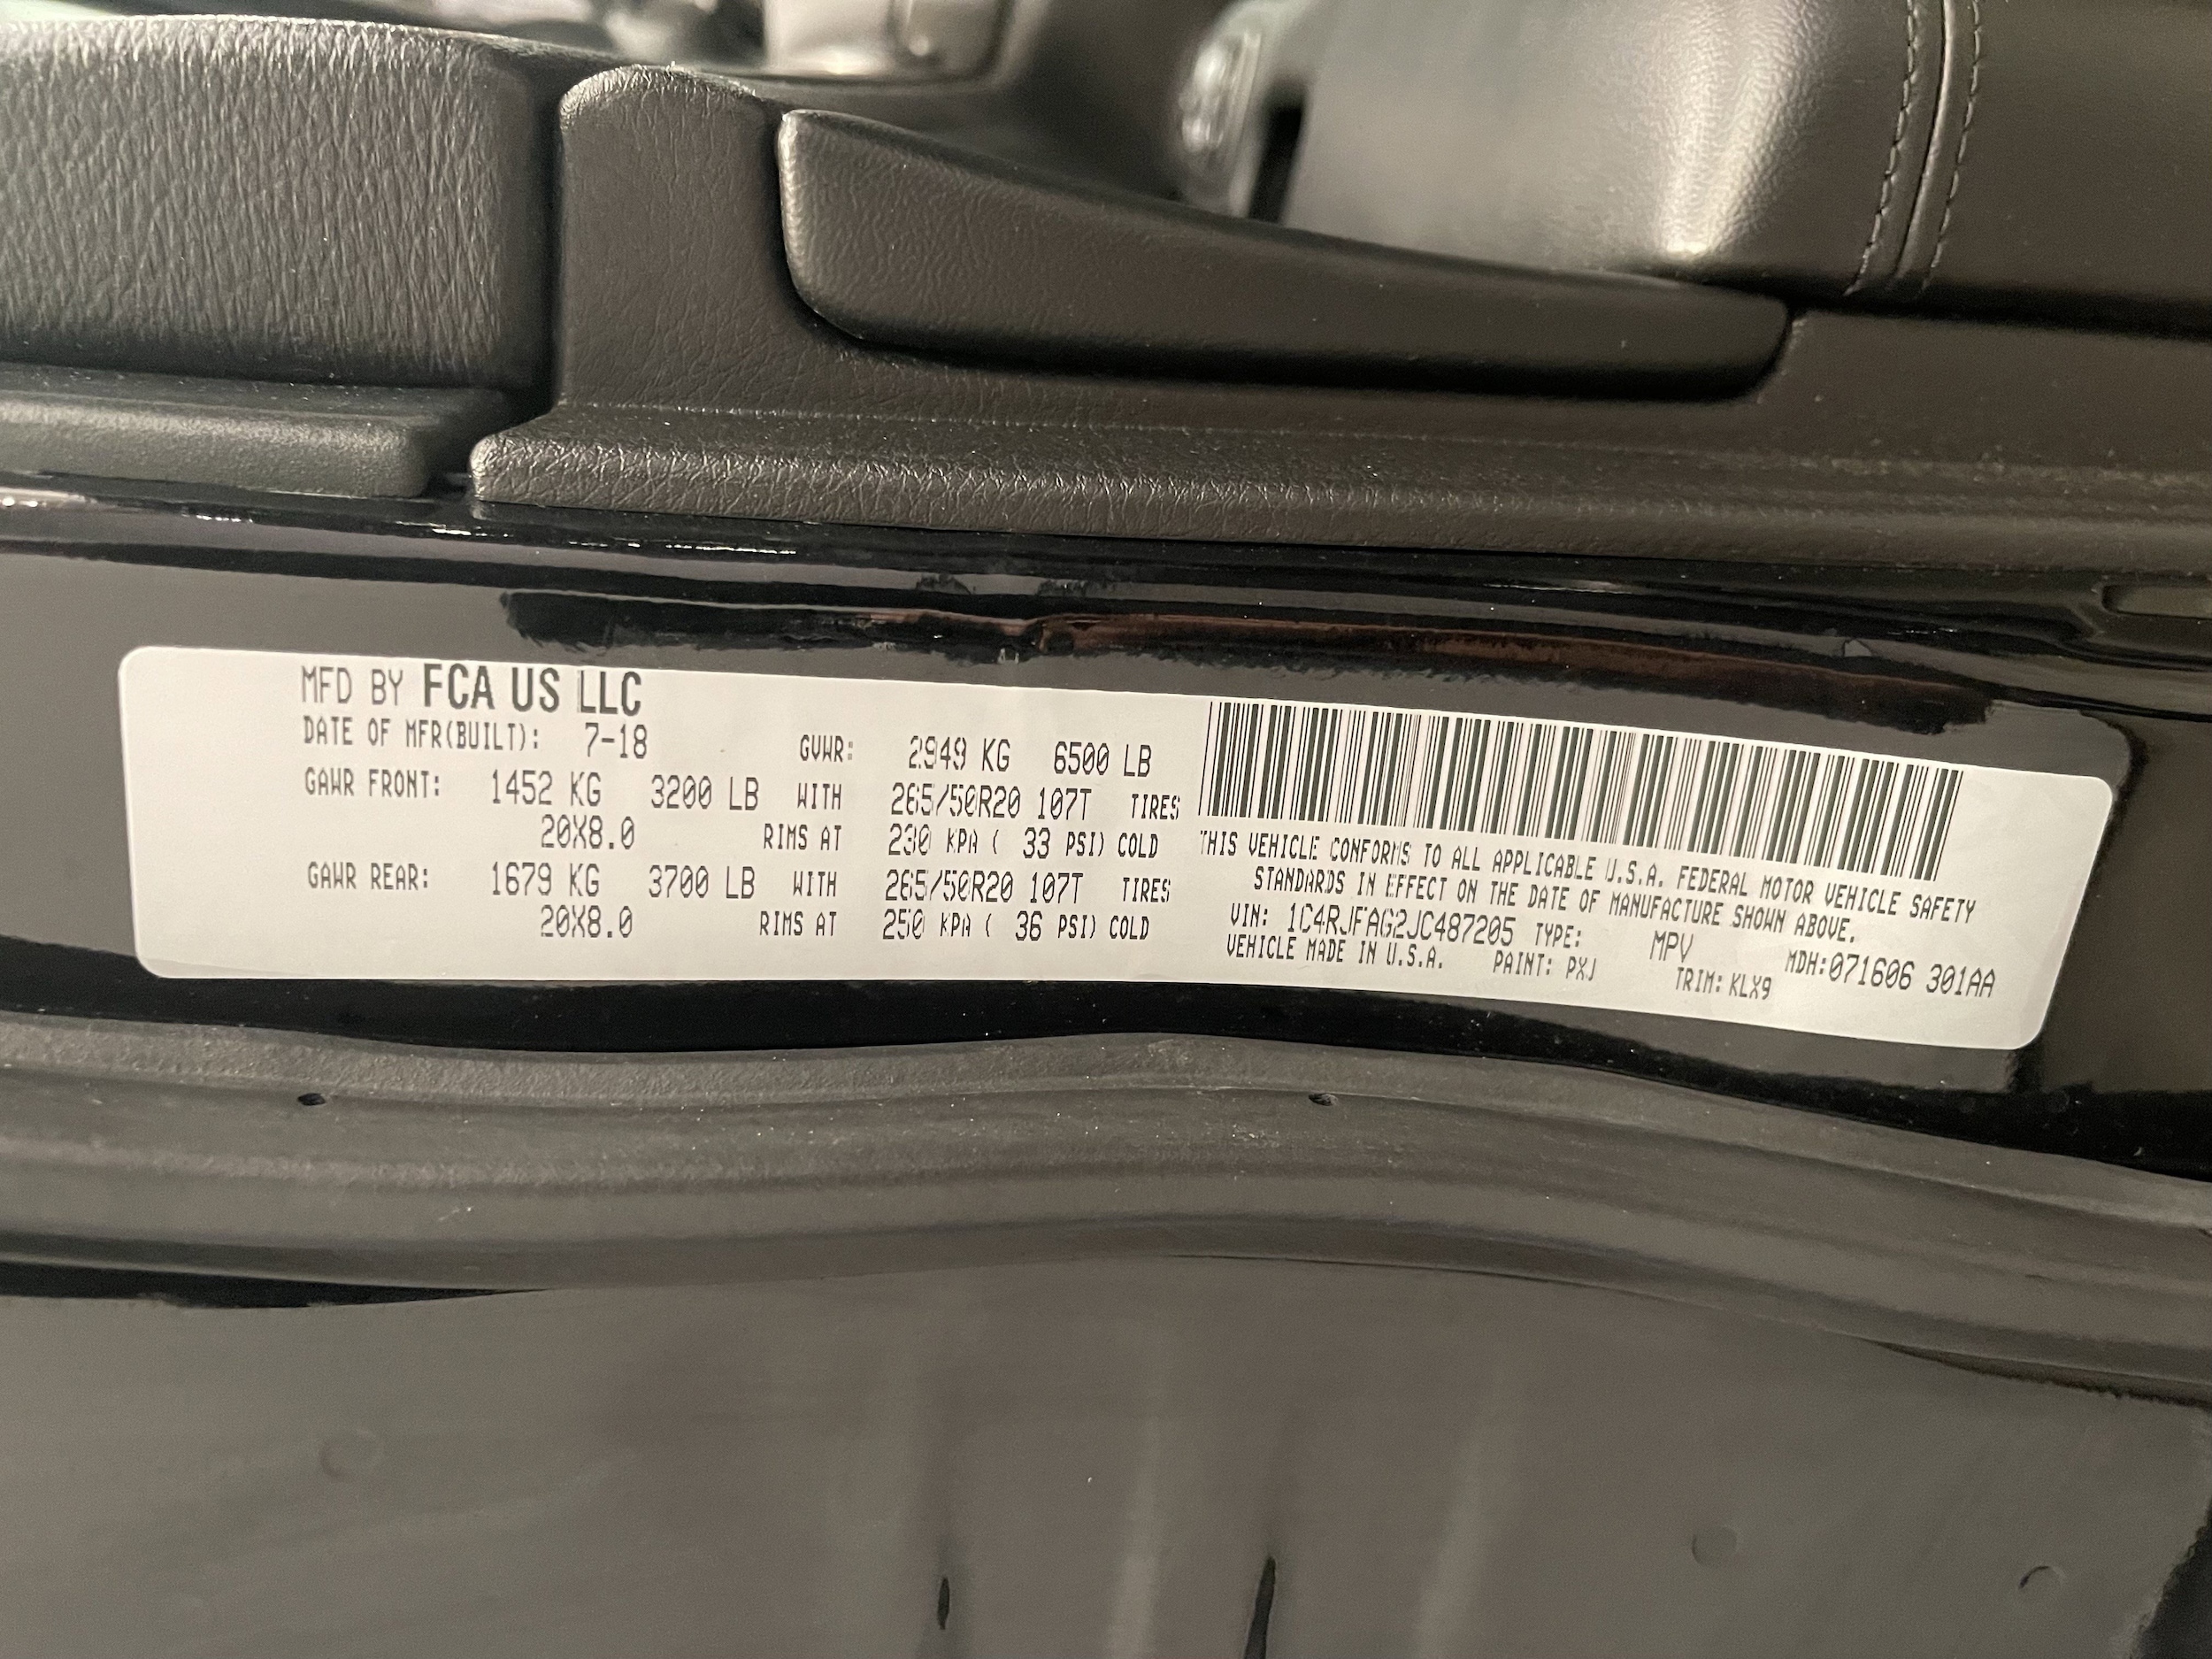 MFD BY FCA US LLC
DATE OF MFR(BUILT): 7-18 GVWR: 2949 KG 6500 LB
GAWR FRONT: 1452 KG 3200 LB WITH 265/50R20 107T TIRES
20X8.0 RIMS AT 230 KPA ( 33 PSI) COLD
GAWR REAR: 1679 KG 3700 LB WITH 265/50R20 107T TIRES
20X8.0 RIMS AT 250 KPA ( 36 PSI) COLD
THIS VEHICLE CONFORMS TO ALL APPLICABLE U.S.A. FEDERAL MOTOR VEHICLE SAFETY
STANDARDS IN EFFECT ON THE DATE OF MANUFACTURE SHOWN ABOVE.
VIN: 1C4RJFAG2JC487205 TYPE: MPV MDH:071606 301AA
VEHICLE MADE IN U.S.A. PAINT: PXJ TRIM: KLX9